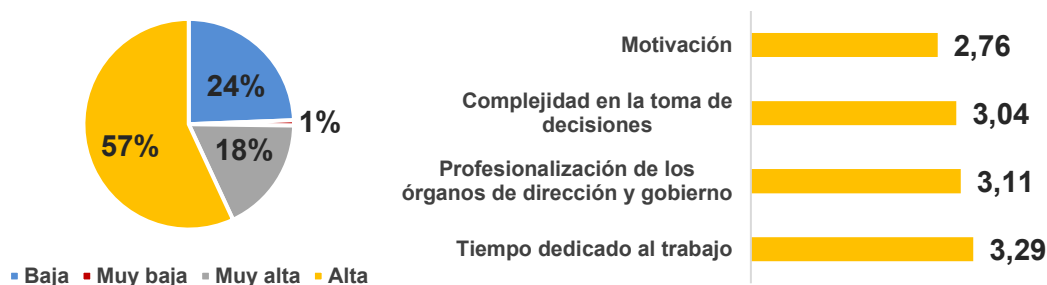 24%
1%
57%
18%
Baja Muy baja Muy alta Alta
Motivación
2,76
Complejidad en la toma de
decisiones
3,04
Profesionalización de los
órganos de dirección y gobierno
3,11
Tiempo dedicado al trabajo
3,29